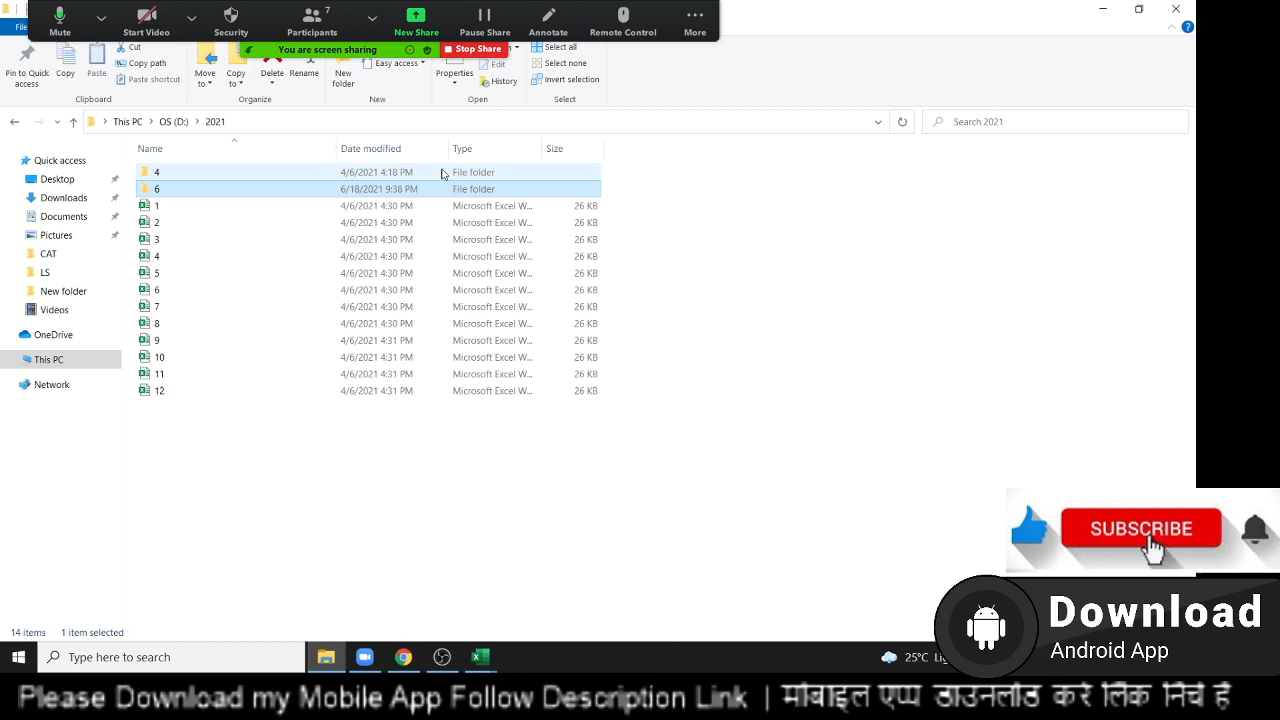 Mute Start Video Security Participants 7 New Share Pause Share Annotate Remote Control More
You are screen sharing Stop Share
File
Pin to Quick access Copy Paste Cut Copy path Paste shortcut Move to Copy to Delete Rename New folder Easy access Properties Edit History Select all Select none Invert selection
Clipboard Organize New Open Select
This PC OS (D:) 2021 Search 2021
Name Date modified Type Size
4 4/6/2021 4:18 PM File folder
6 6/18/2021 9:38 PM File folder
1 4/6/2021 4:30 PM Microsoft Excel W... 26 KB
2 4/6/2021 4:30 PM Microsoft Excel W... 26 KB
3 4/6/2021 4:30 PM Microsoft Excel W... 26 KB
4 4/6/2021 4:30 PM Microsoft Excel W... 26 KB
5 4/6/2021 4:30 PM Microsoft Excel W... 26 KB
6 4/6/2021 4:30 PM Microsoft Excel W... 26 KB
7 4/6/2021 4:30 PM Microsoft Excel W... 26 KB
8 4/6/2021 4:30 PM Microsoft Excel W... 26 KB
9 4/6/2021 4:31 PM Microsoft Excel W... 26 KB
10 4/6/2021 4:31 PM Microsoft Excel W... 26 KB
11 4/6/2021 4:31 PM Microsoft Excel W... 26 KB
12 4/6/2021 4:31 PM Microsoft Excel W... 26 KB
Quick access
Desktop
Downloads
Documents
Pictures
CAT
LS
New folder
Videos
OneDrive
This PC
Network
SUBSCRIBE
Download
Android App
14 items 1 item selected
Type here to search
25°C
Please Download my Mobile App Follow Description Link | मोबाइल एप्प डाउनलोड करे लिंक निचे है